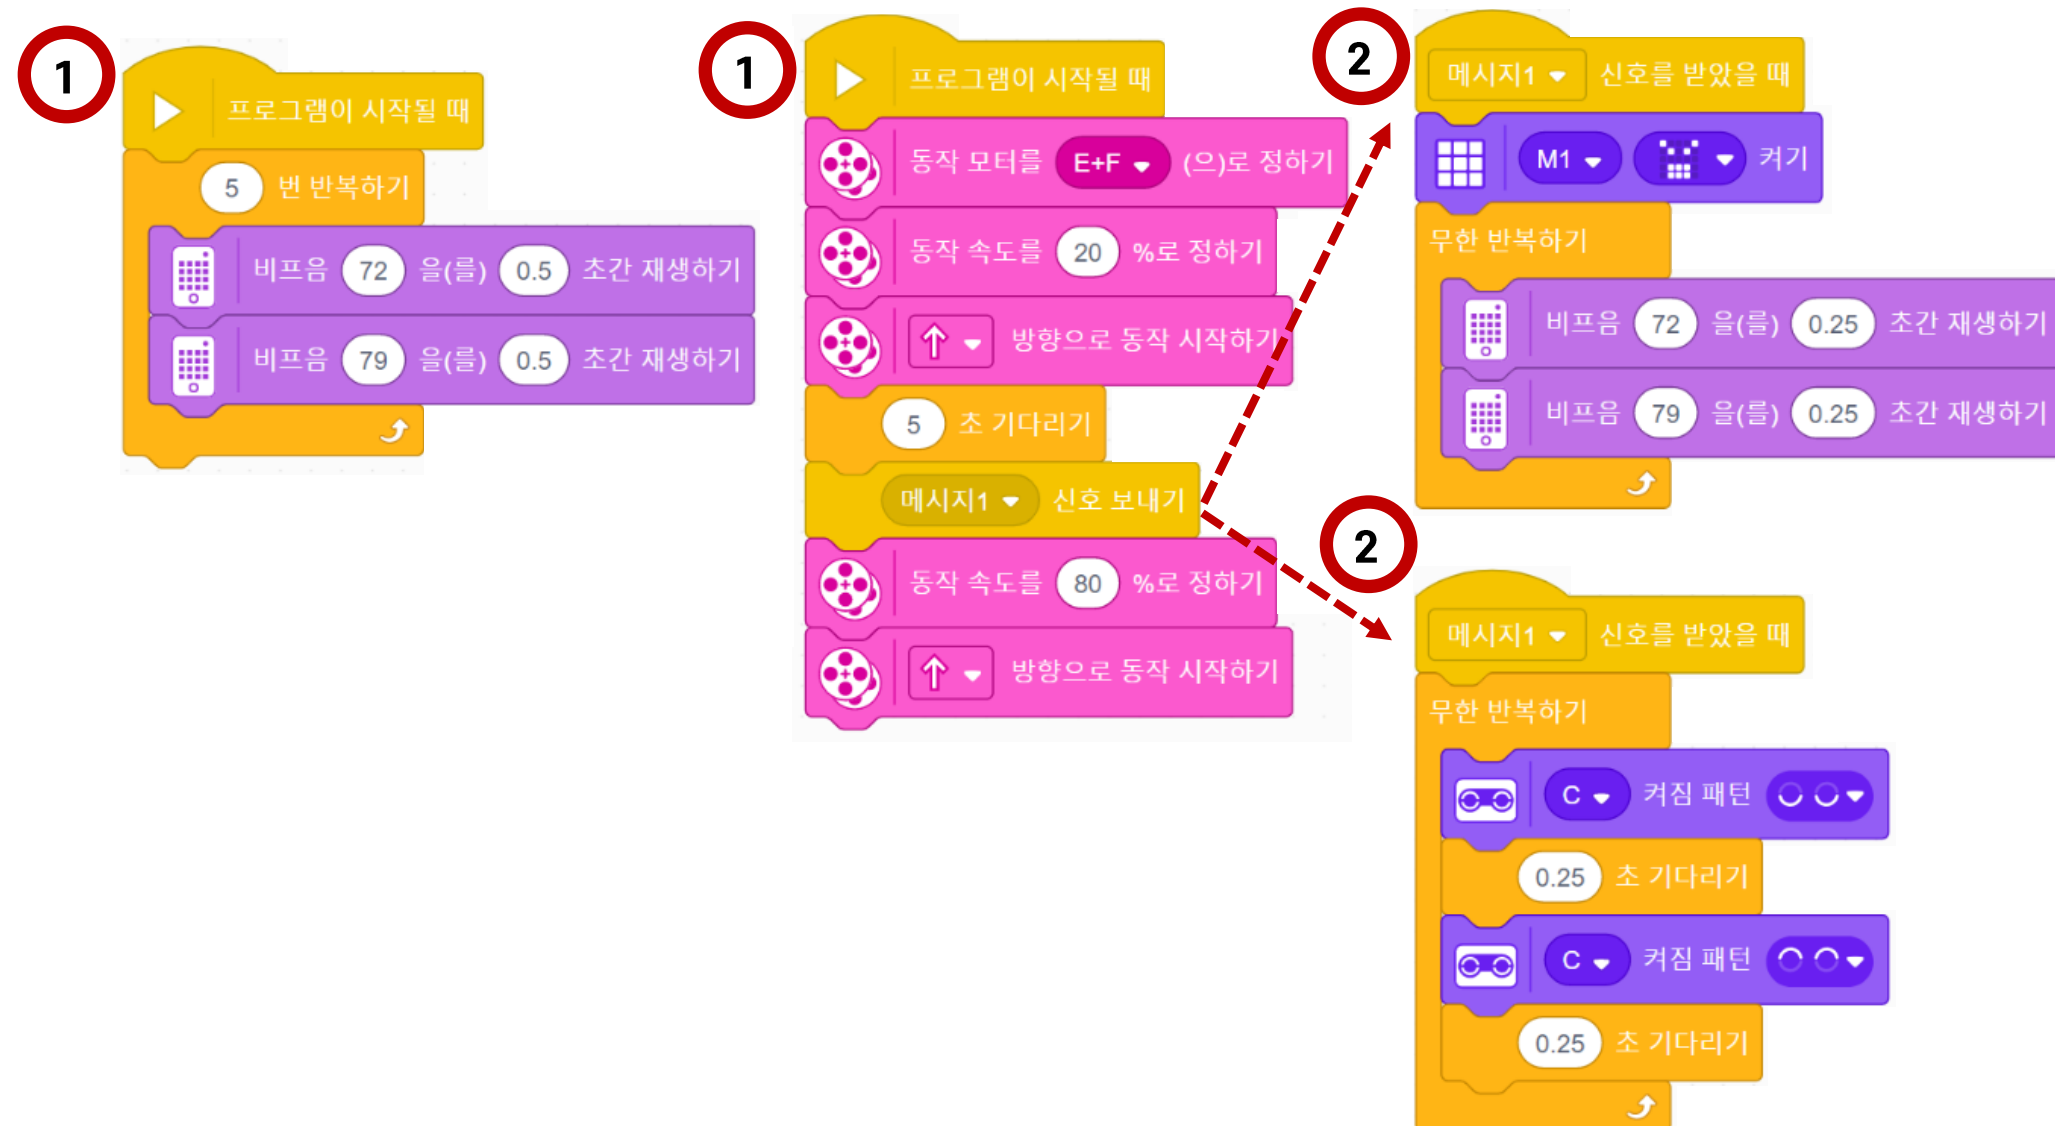 1
프로그램이 시작될 때
5 번 반복하기
비프음 72 을(를) 0.5 초간 재생하기
비프음 79 을(를) 0.5 초간 재생하기
1
프로그램이 시작될 때
동작 모터를 E+F (으)로 정하기
동작 속도를 20 %로 정하기
방향으로 동작 시작하기
5 초 기다리기
메시지1 신호 보내기
동작 속도를 80 %로 정하기
방향으로 동작 시작하기
2
메시지1 신호를 받았을 때
M1 켜기
무한 반복하기
비프음 72 을(를) 0.25 초간 재생하기
비프음 79 을(를) 0.25 초간 재생하기
2
메시지1 신호를 받았을 때
무한 반복하기
C 켜짐 패턴
0.25 초 기다리기
C 켜짐 패턴
0.25 초 기다리기